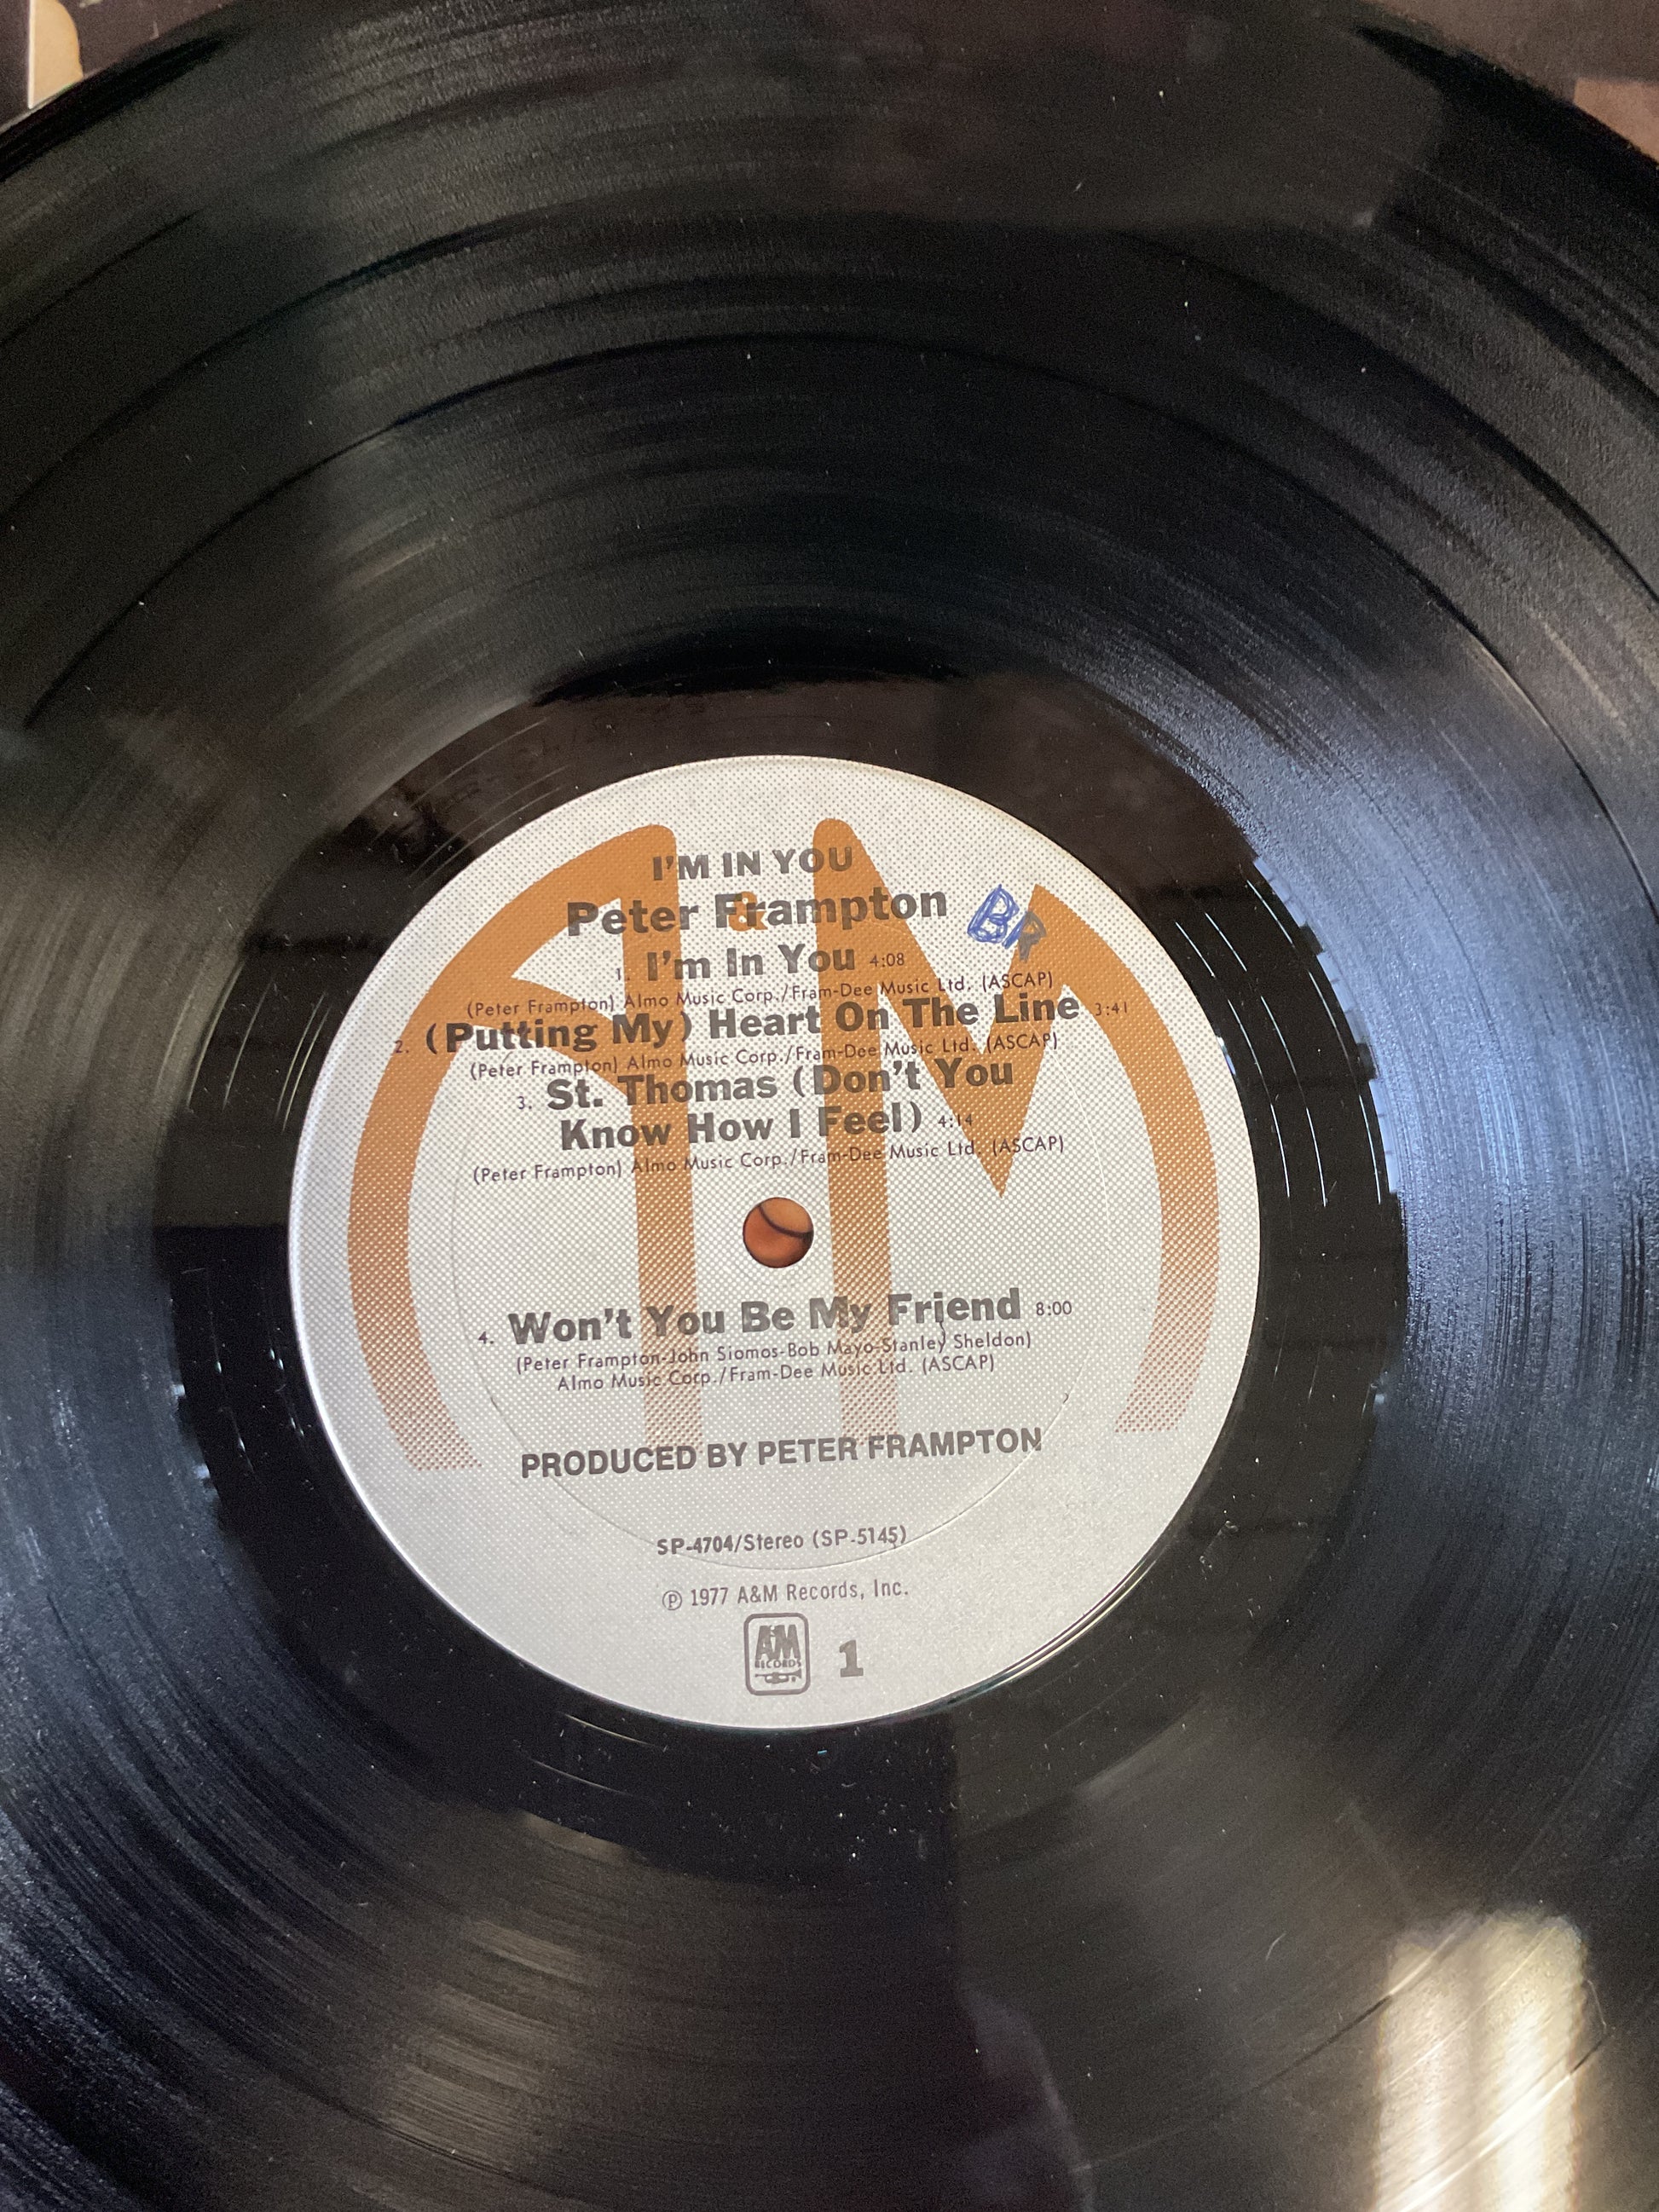 I'M IN YOU
Peter Frampton BR
1. I'm In You 4:08
(Peter Frampton) Almo Music Corp./Fram-Dee Music Ltd. (ASCAP)
2. (Putting My) Heart On The Line 3:41
(Peter Frampton) Almo Music Corp./Fram-Dee Music Ltd. (ASCAP)
3. St. Thomas (Don't You
Know How I Feel) 4:14
(Peter Frampton) Almo Music Corp./Fram-Dee Music Ltd. (ASCAP)
4. Won't You Be My Friend 8:00
(Peter Frampton-John Siomos-Bob Mayo-Stanley Sheldon)
Almo Music Corp./Fram-Dee Music Ltd. (ASCAP)
PRODUCED BY PETER FRAMPTON
SP-4704/Stereo (SP-5145)
℗ 1977 A&M Records, Inc.
A&M RECORDS 1
A&M